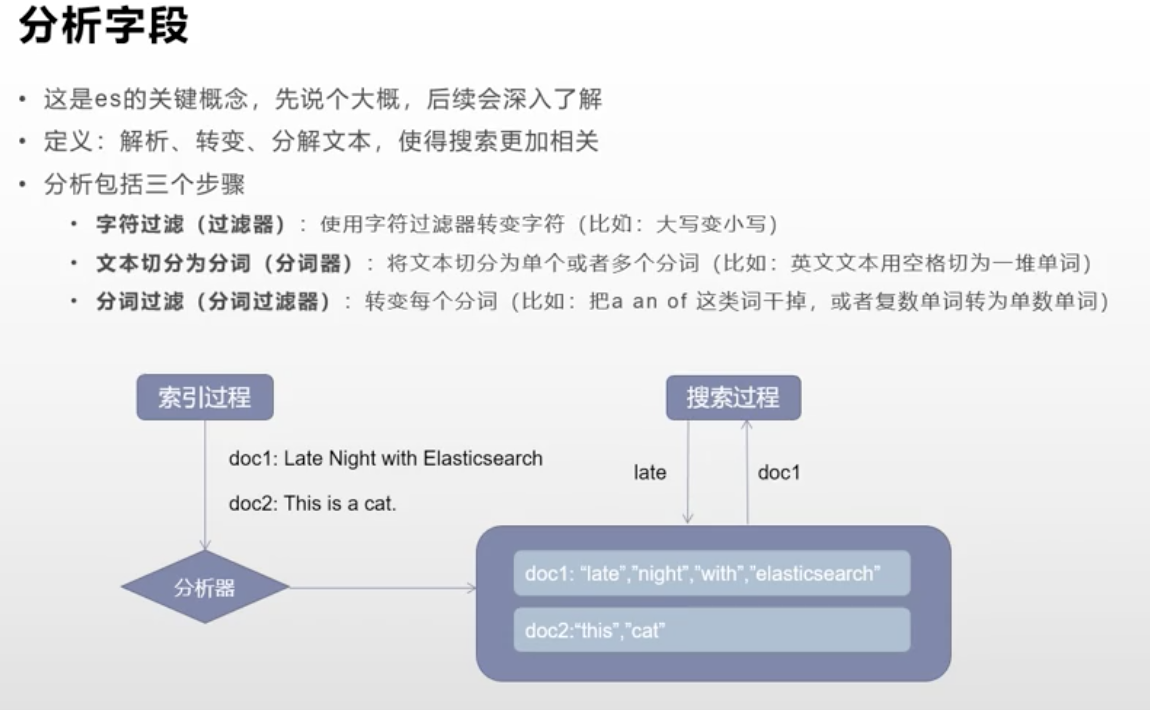 分析字段
• 这是es的关键概念，先说个大概，后续会深入了解
• 定义：解析、转变、分解文本，使得搜索更加相关
• 分析包括三个步骤
• 字符过滤（过滤器）：使用字符过滤器转变字符（比如：大写变小写）
• 文本切分为分词（分词器）：将文本切分为单个或者多个分词（比如：英文文本用空格切为一堆单词）
• 分词过滤（分词过滤器）：转变每个分词（比如：把a an of 这类词干掉，或者复数单词转为单数单词）
索引过程
doc1: Late Night with Elasticsearch
doc2: This is a cat.
分析器
搜索过程
late
doc1
doc1: “late”,”night”,”with”,”elasticsearch”
doc2:“this”,”cat”